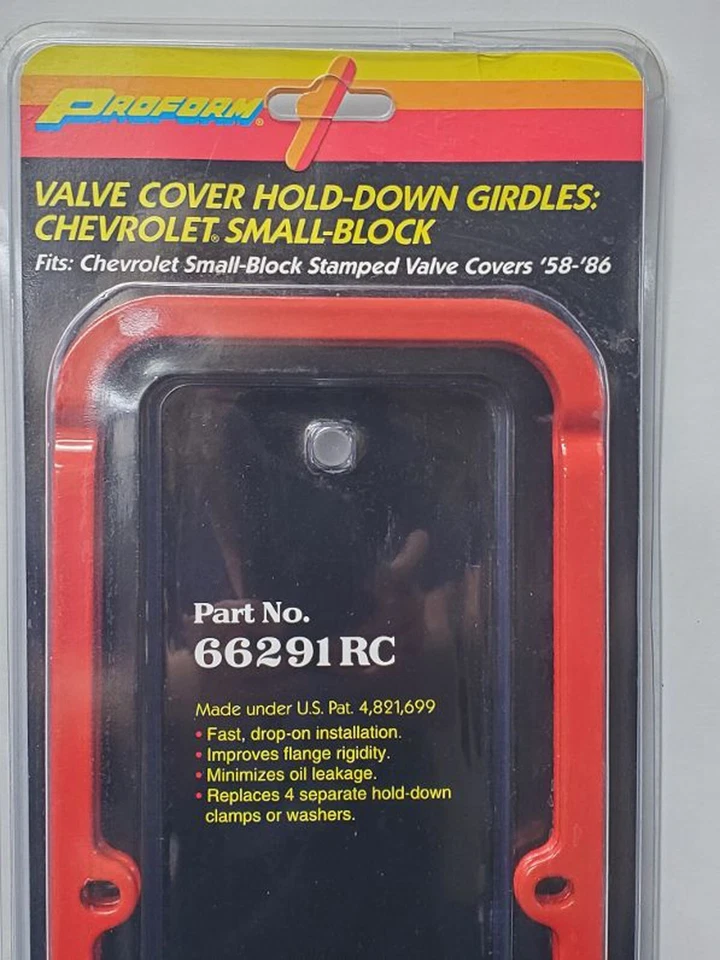 PROFORM®
VALVE COVER HOLD-DOWN GIRDLES:
CHEVROLET® SMALL-BLOCK
Fits: Chevrolet Small-Block Stamped Valve Covers '58-'86
Part No.
66291RC
Made under U.S. Pat. 4,821,699
• Fast, drop-on installation.
• Improves flange rigidity.
• Minimizes oil leakage.
• Replaces 4 separate hold-down
clamps or washers.